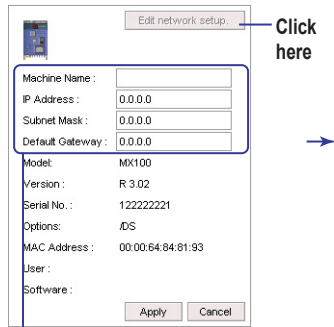 Edit network setup.
Click
here
Machine Name :
IP Address : 0.0.0.0
Subnet Mask : 0.0.0.0
Default Gateway : 0.0.0.0
Model: MX100
Version : R 3.02
Serial No. : 122222221
Options: /DS
MAC Address : 00:00:64:84:81:93
User :
Software :
Apply Cancel